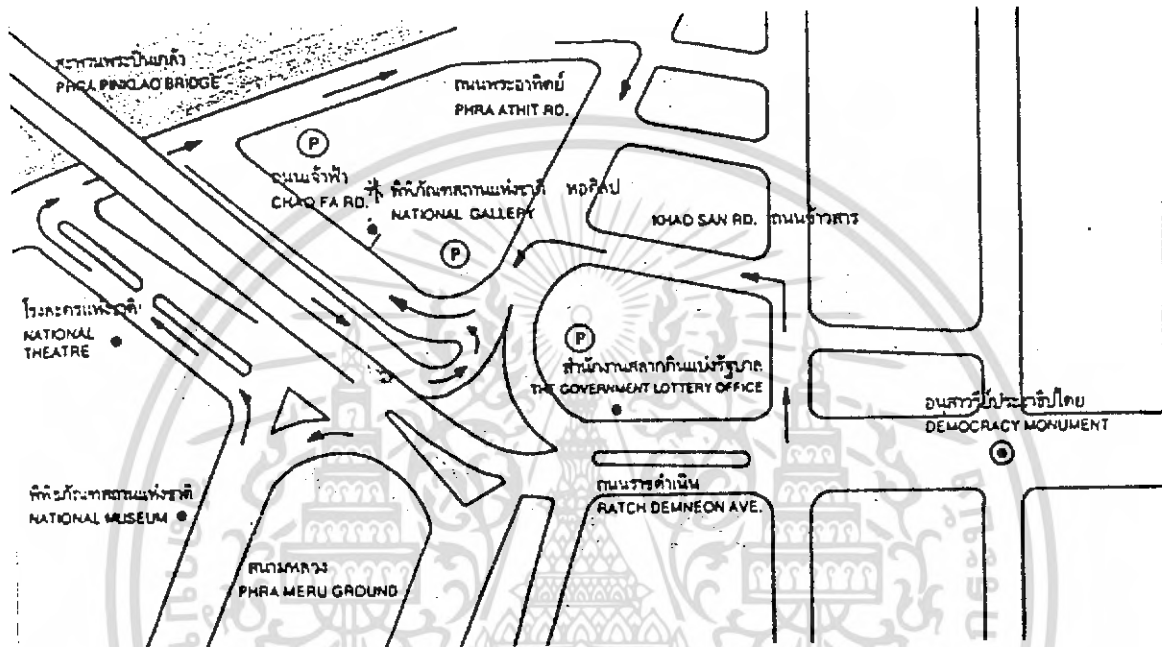 สะพานพระปิ่นเกล้า
PHRA PINKLAO BRIDGE
ถนนพระอาทิตย์
PHRA ATHIT RD.
P
ถนนเจ้าฟ้า
CHAO FA RD.
พิพิภัณฑสถานแห่งชาติ หอศิลป
NATIONAL GALLERY
P
KHAO SAN RD. ถนนข้าวสาร
โรงละครแห่งชาติ
NATIONAL
THEATRE
P
สำนักงานสลากกินแบ่งรัฐบาล
THE GOVERNMENT LOTTERY OFFICE
อนุสาวรีย์ประชาธิปไตย
DEMOCRACY MONUMENT
พิพิธภัณฑสถานแห่งชาติ
NATIONAL MUSEUM
ถนนราชดำเนิน
RATCH DEMNEON AVE.
สนามหลวง
PHRA MERU GROUND